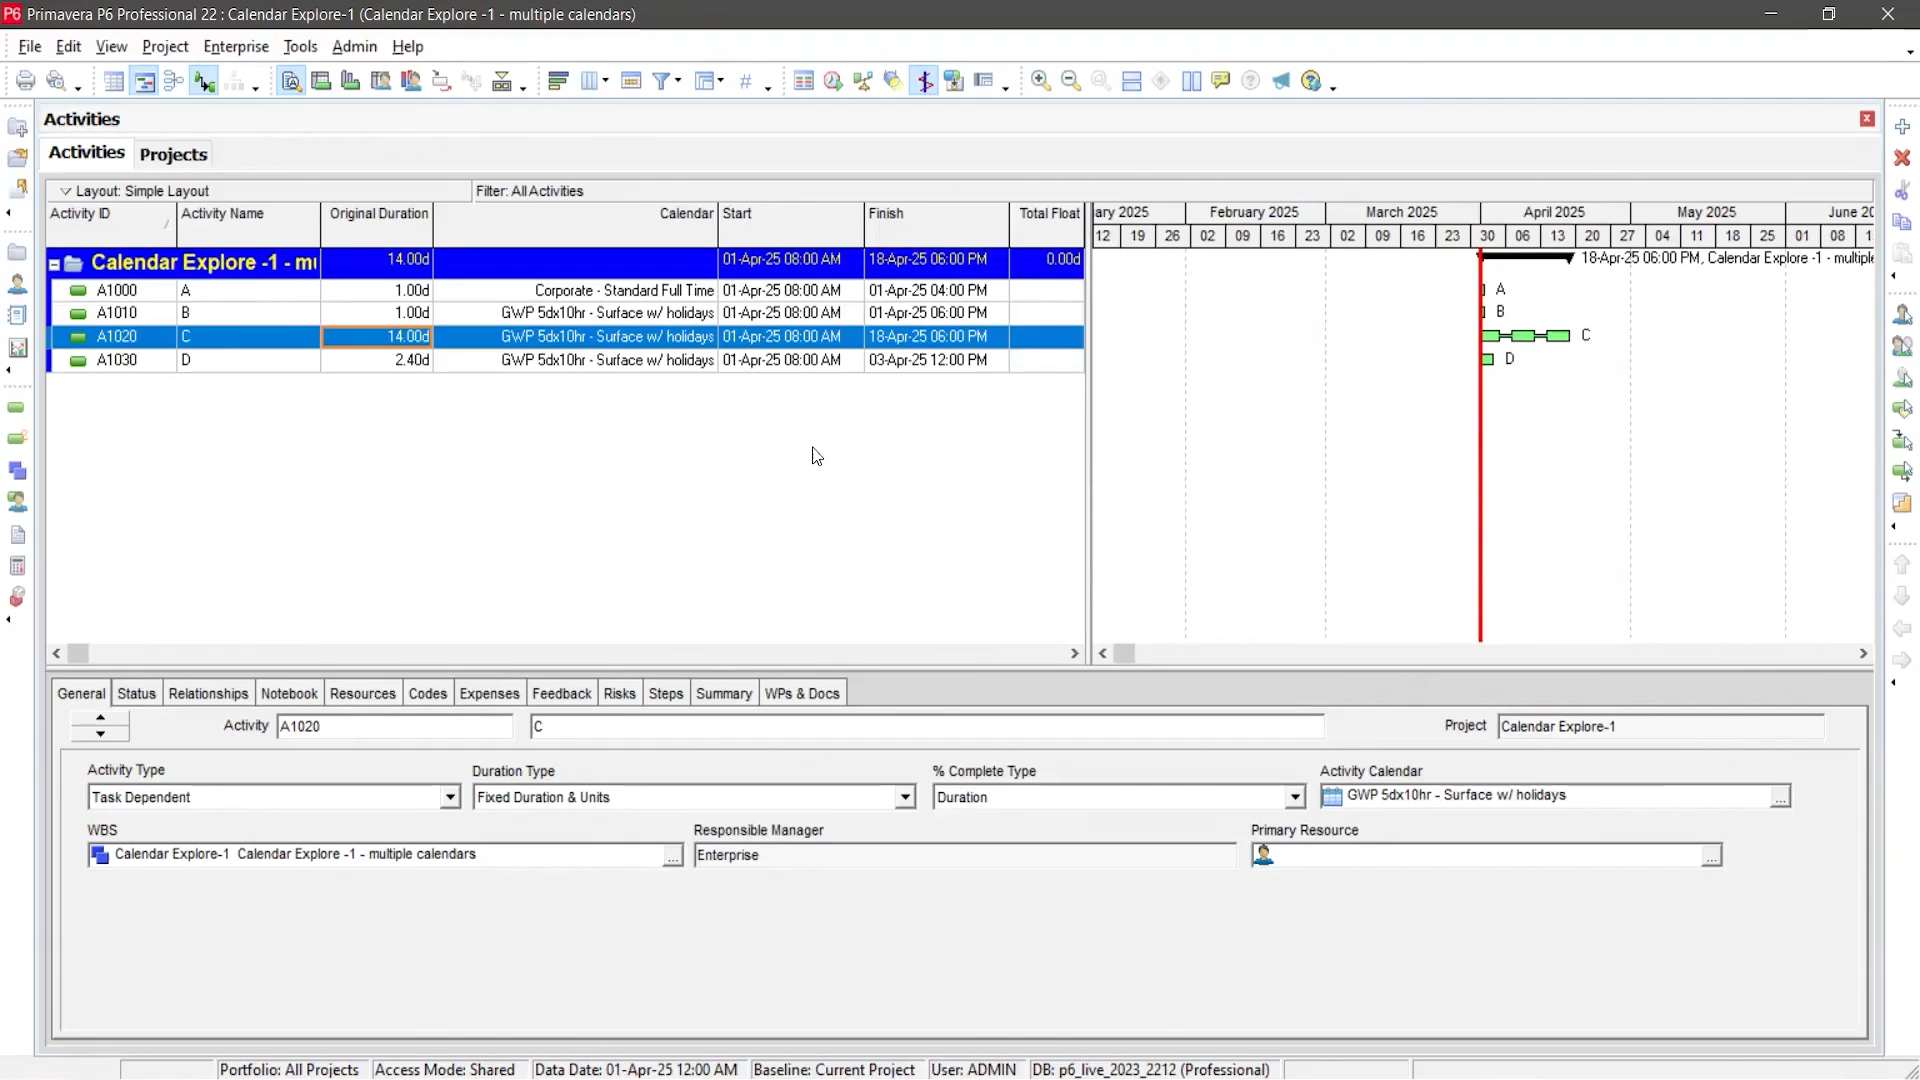 P6 Primavera P6 Professional 22 : Calendar Explore-1 (Calendar Explore -1 - multiple calendars)
File Edit View Project Enterprise Tools Admin Help
Activities
Activities Projects
Layout: Simple Layout Filter: All Activities
Activity ID Activity Name Original Duration Calendar Start Finish Total Float
ary 2025 February 2025 March 2025 April 2025 May 2025 June 20
12 19 26 02 09 16 23 02 09 16 23 30 06 13 20 27 04 11 18 25 01 08 1
Calendar Explore -1 - mu 14.00d 01-Apr-25 08:00 AM 18-Apr-25 06:00 PM 0.00d 18-Apr-25 06:00 PM, Calendar Explore -1 - multiple
A1000 A 1.00d Corporate - Standard Full Time 01-Apr-25 08:00 AM 01-Apr-25 04:00 PM A
A1010 B 1.00d GWP 5dx10hr - Surface w/ holidays 01-Apr-25 08:00 AM 01-Apr-25 06:00 PM B
A1020 C 14.00d GWP 5dx10hr - Surface w/ holidays 01-Apr-25 08:00 AM 18-Apr-25 06:00 PM C
A1030 D 2.40d GWP 5dx10hr - Surface w/ holidays 01-Apr-25 08:00 AM 03-Apr-25 12:00 PM D
General Status Relationships Notebook Resources Codes Expenses Feedback Risks Steps Summary WPs & Docs
Activity A1020 C Project Calendar Explore-1
Activity Type Duration Type % Complete Type Activity Calendar
Task Dependent Fixed Duration & Units Duration GWP 5dx10hr - Surface w/ holidays ...
WBS Responsible Manager Primary Resource
Calendar Explore-1 Calendar Explore -1 - multiple calendars ... Enterprise ...
Portfolio: All Projects Access Mode: Shared Data Date: 01-Apr-25 12:00 AM Baseline: Current Project User: ADMIN DB: p6_live_2023_2212 (Professional)